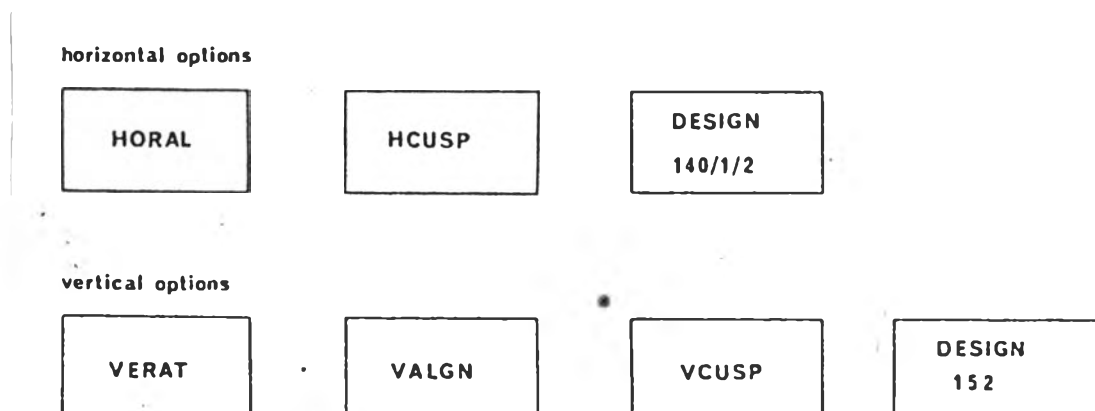 horizontal options
HORAL
HCUSP
DESIGN
140/1/2
vertical options
VERAT
VALGN
VCUSP
DESIGN
152